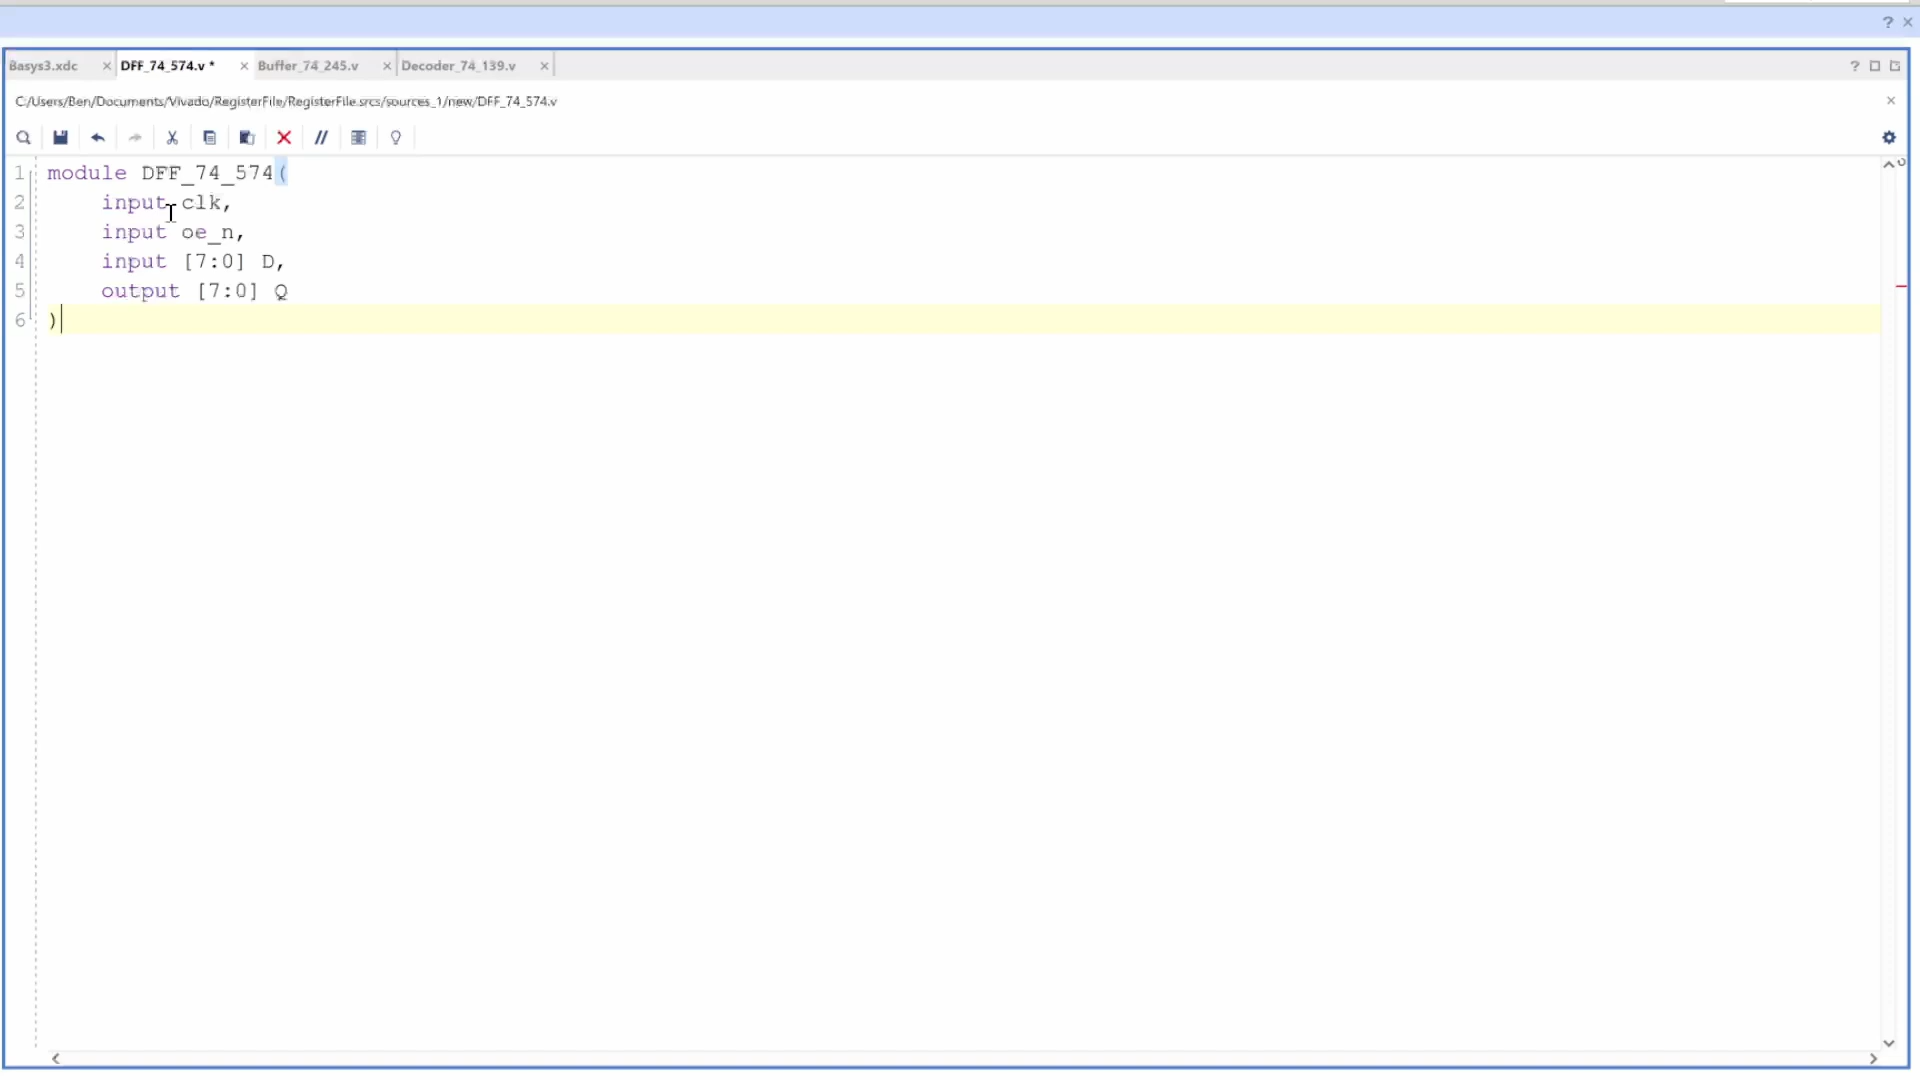 ? ×
Basys3.xdc × DFF_74_574.v * × Buffer_74_245.v × Decoder_74_139.v × ?
C:/Users/Ben/Documents/Vivado/RegisterFile/RegisterFile.srcs/sources_1/new/DFF_74_574.v ×
//
1 module DFF_74_574(
2 input clk,
3 input oe_n,
4 input [7:0] D,
5 output [7:0] Q
6 )